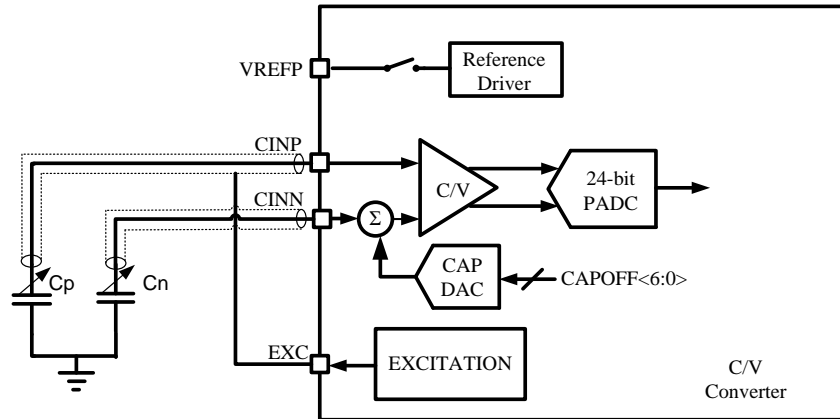 VREFP
Reference
Driver
CINP
CINN
C/V
24-bit
PADC
Σ
CAP
DAC
CAPOFF<6:0>
Cp
Cn
EXC
EXCITATION
C/V
Converter